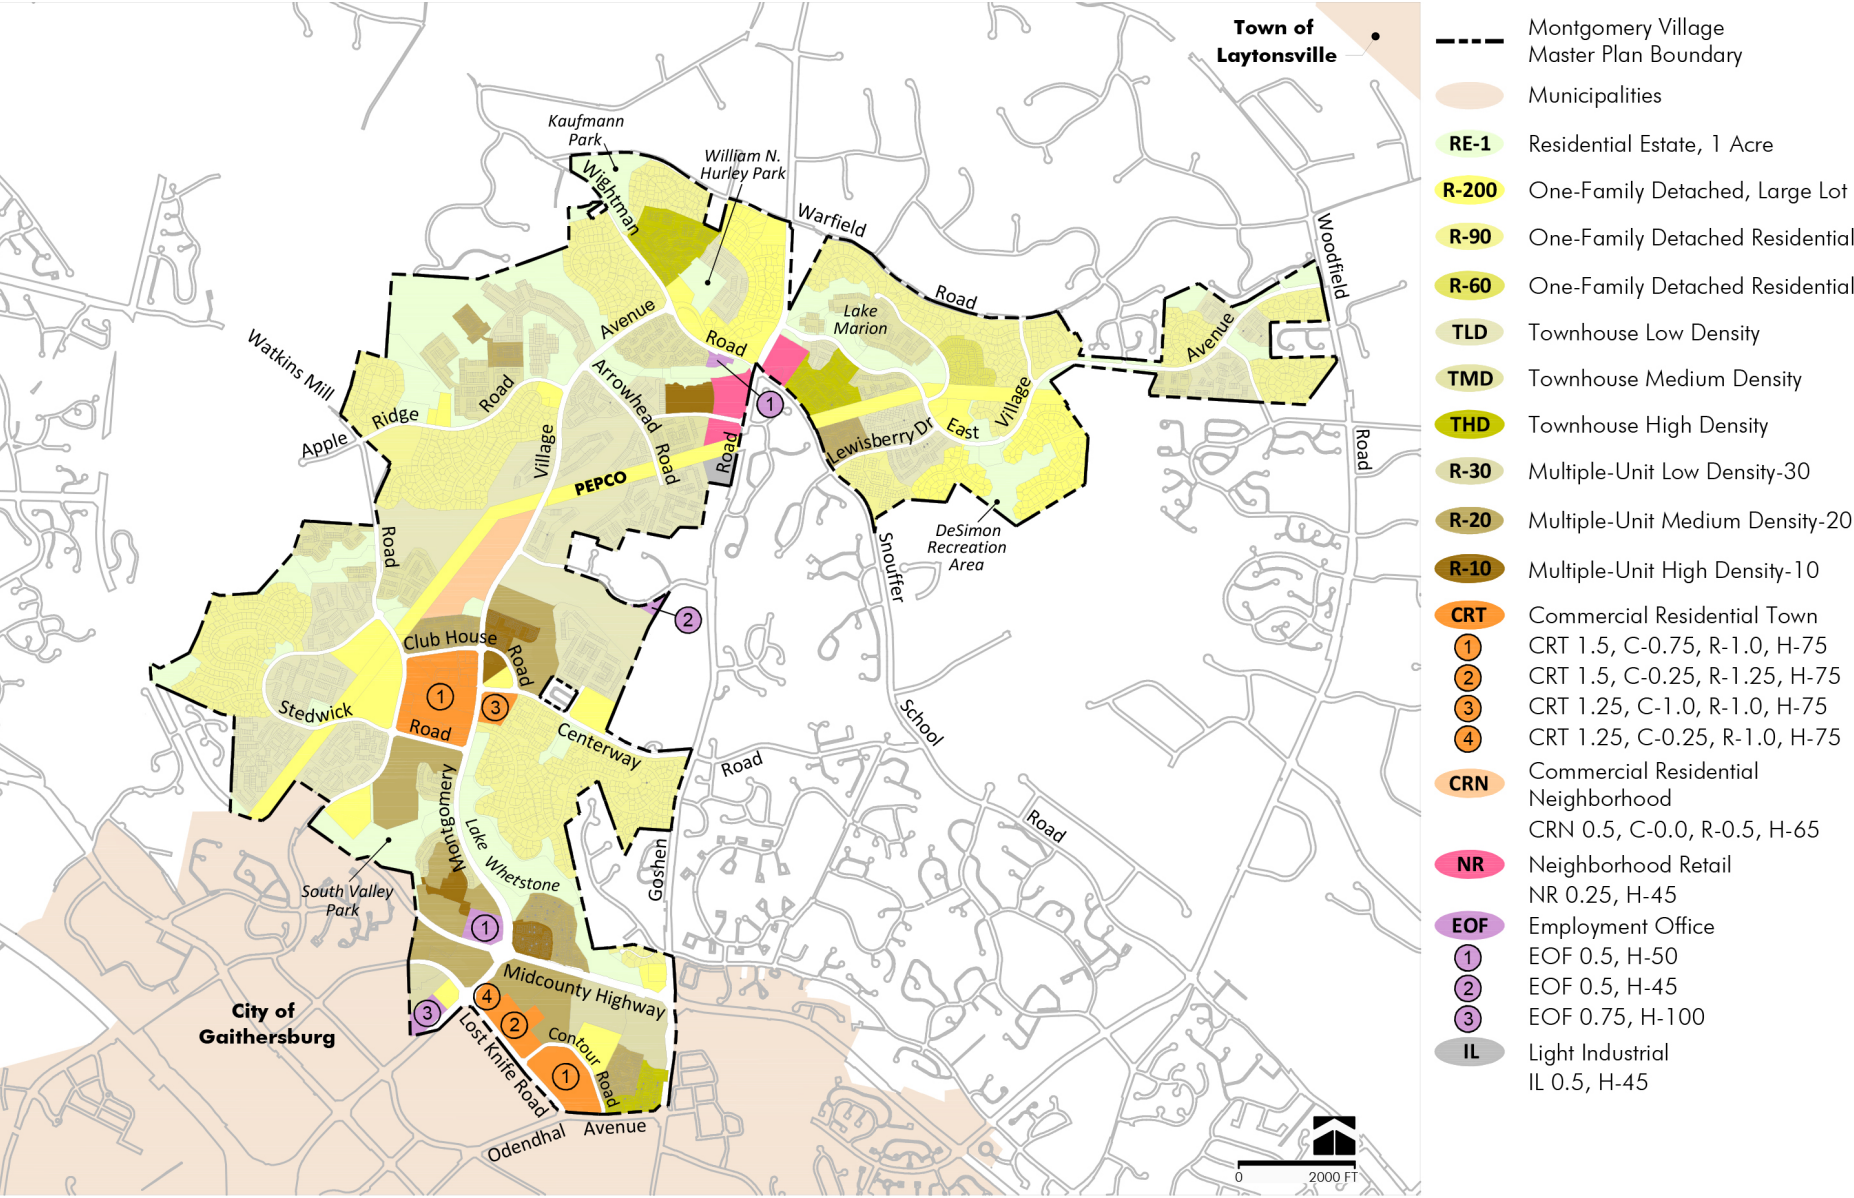 Town of
Laytonsville
Kaufmann
Park
William N.
Hurley Park
Wightman
Warfield
Road
Woodfield
Road
Lake
Marion
Avenue
Avenue
Road
Watkins Mill
Road
Apple
Ridge
Road
Arrowhead
Road
Village
PEPCO
Road
1
Lewisberry Dr
East
Village
DeSimon
Recreation
Area
Snouffer
School
Road
2
Club House
Road
1
3
Stedwick
Road
Centerway
Road
Montgomery
Lake
Whetstone
Goshen
South Valley
Park
1
Midcounty Highway
4
2
3
Contour
Road
1
Lost Knife Road
Odendhal
Avenue
City of
Gaithersburg
0 2000 FT
Montgomery Village
Master Plan Boundary
Municipalities
RE-1 Residential Estate, 1 Acre
R-200 One-Family Detached, Large Lot
R-90 One-Family Detached Residential
R-60 One-Family Detached Residential
TLD Townhouse Low Density
TMD Townhouse Medium Density
THD Townhouse High Density
R-30 Multiple-Unit Low Density-30
R-20 Multiple-Unit Medium Density-20
R-10 Multiple-Unit High Density-10
CRT Commercial Residential Town
1 CRT 1.5, C-0.75, R-1.0, H-75
2 CRT 1.5, C-0.25, R-1.25, H-75
3 CRT 1.25, C-1.0, R-1.0, H-75
4 CRT 1.25, C-0.25, R-1.0, H-75
CRN Commercial Residential
Neighborhood
CRN 0.5, C-0.0, R-0.5, H-65
NR Neighborhood Retail
NR 0.25, H-45
EOF Employment Office
1 EOF 0.5, H-50
2 EOF 0.5, H-45
3 EOF 0.75, H-100
IL Light Industrial
IL 0.5, H-45